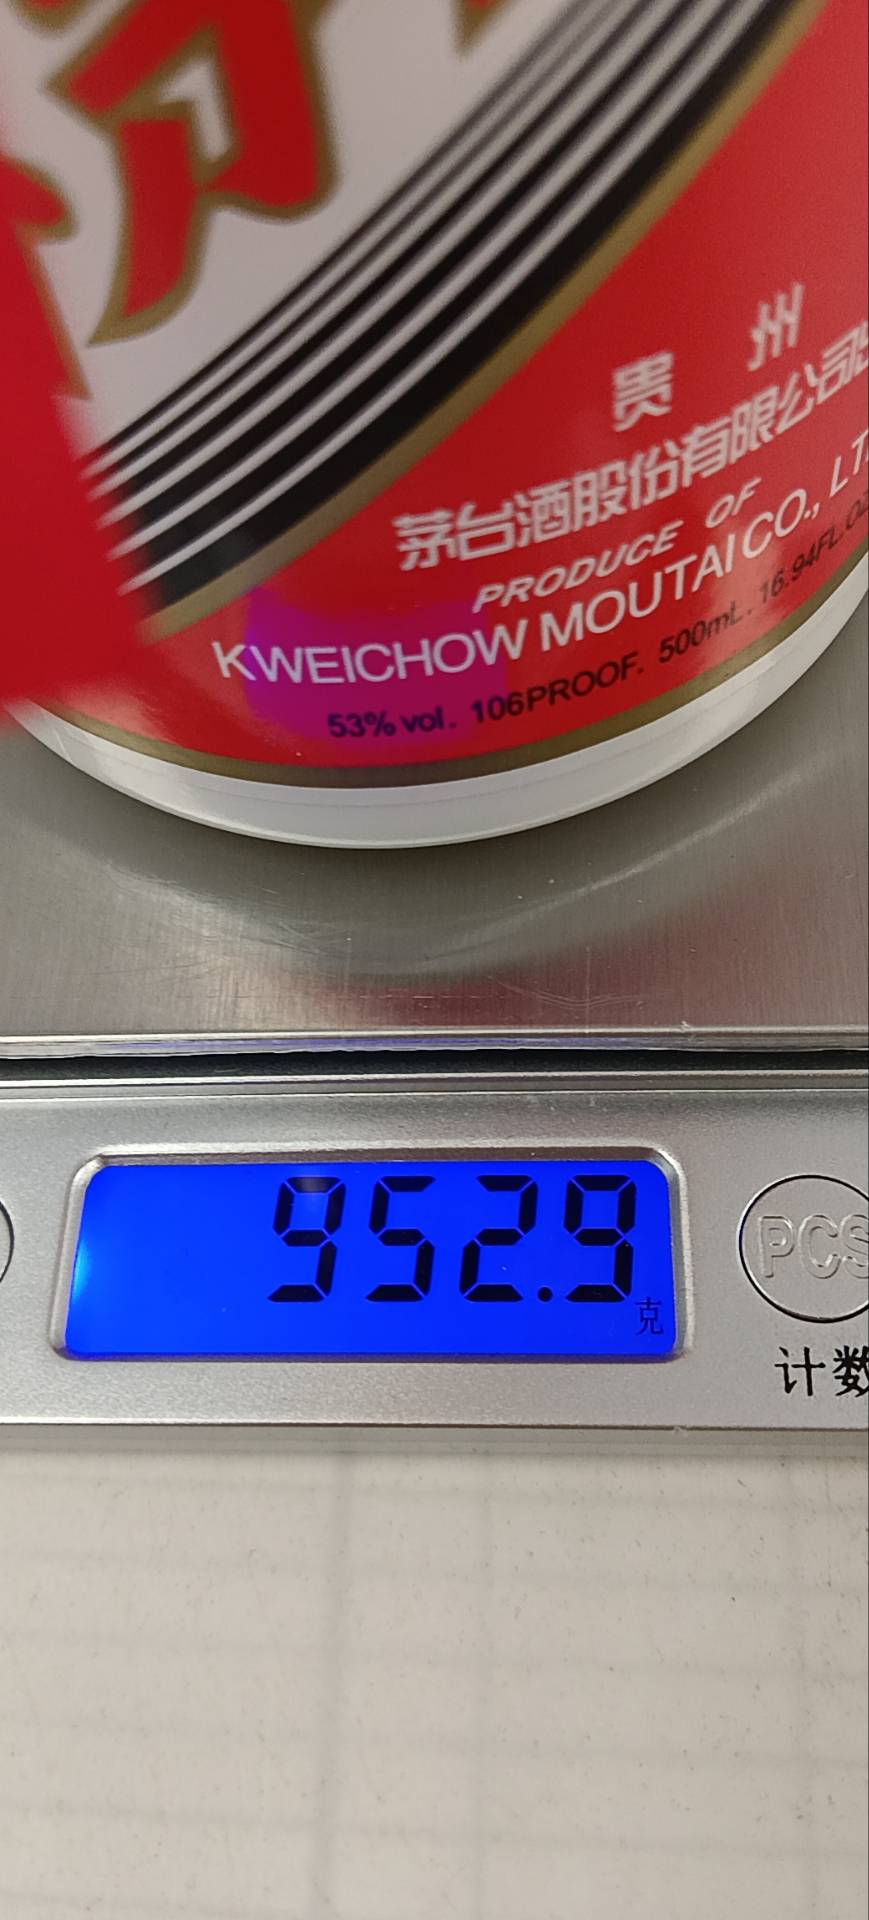 贵 州
茅台酒股份有限公司
PRODUCE OF
KWEICHOW MOUTAI CO., LT
53% vol. 106PROOF. 500mL. 16.94FL.OZ
952.9
克
PCS
计数